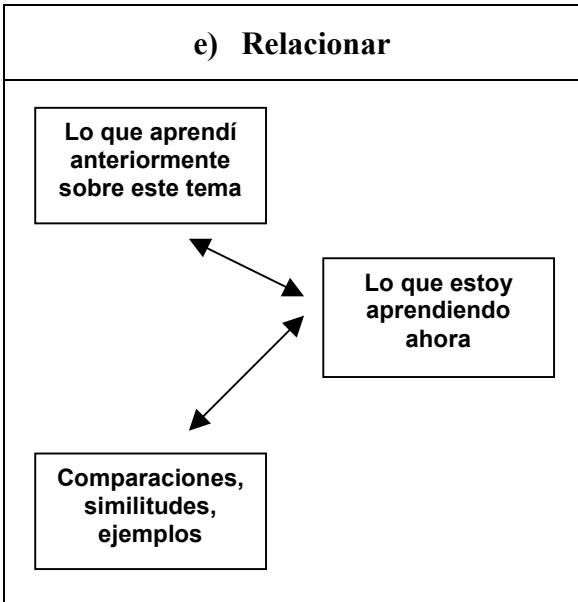 e) Relacionar
Lo que aprendí
anteriormente
sobre este tema
Lo que estoy
aprendiendo
ahora
Comparaciones,
similitudes,
ejemplos